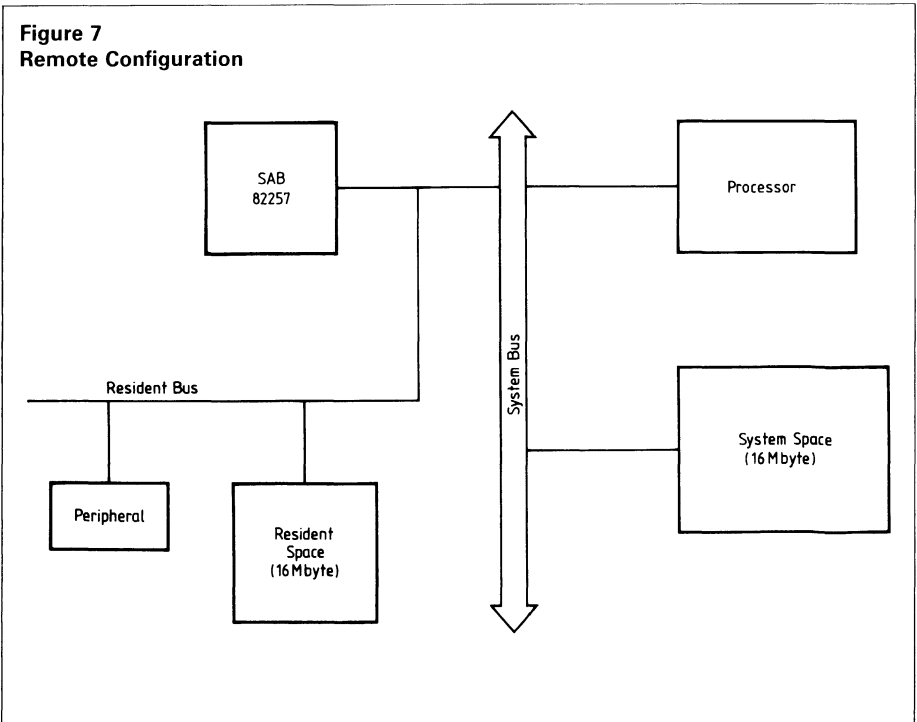 Figure 7
Remote Configuration
SAB
82257
Processor
System Bus
Resident Bus
System Space
(16 Mbyte)
Peripheral
Resident
Space
(16 Mbyte)